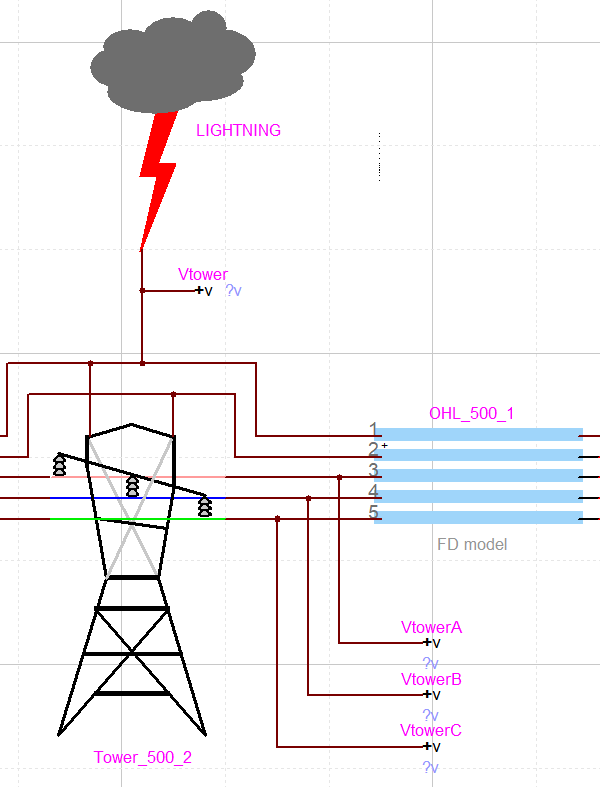 LIGHTNING
Vtower
+v ?v
OHL_500_1
1
2 +
3
4
5
FD model
VtowerA
+v
?v
VtowerB
+v
?v
VtowerC
+v
?v
Tower_500_2